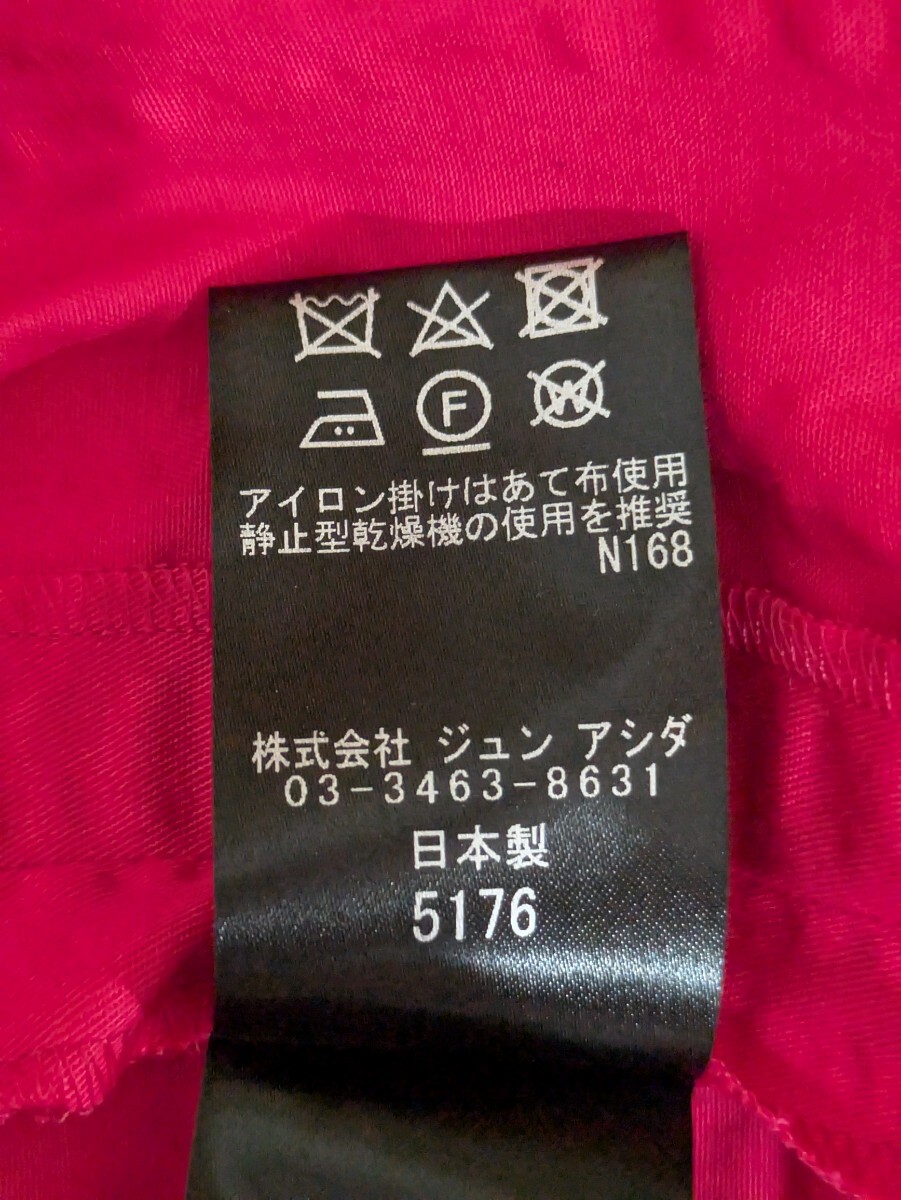 F W
アイロン掛けはあて布使用
静止型乾燥機の使用を推奨
N168
株式会社 ジュン アシダ
03-3463-8631
日本製
5176